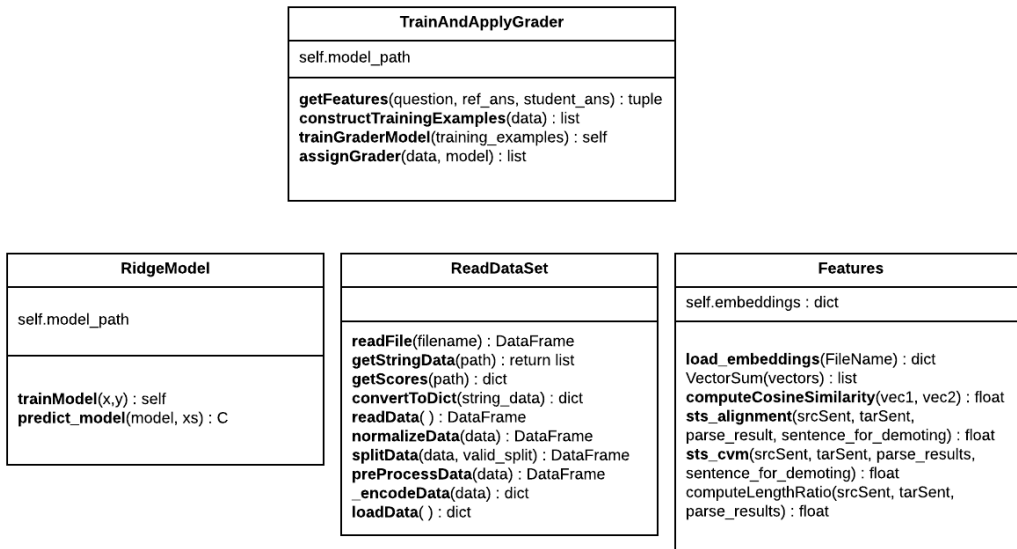 TrainAndApplyGrader
self.model_path
getFeatures(question, ref_ans, student_ans) : tuple
constructTrainingExamples(data) : list
trainGraderModel(training_examples) : self
assignGrader(data, model) : list
RidgeModel
self.model_path
trainModel(x,y) : self
predict_model(model, xs) : C
ReadDataSet
readFile(filename) : DataFrame
getStringData(path) : return list
getScores(path) : dict
convertToDict(string_data) : dict
readData( ) : DataFrame
normalizeData(data) : DataFrame
splitData(data, valid_split) : DataFrame
preProcessData(data) : DataFrame
_encodeData(data) : dict
loadData( ) : dict
Features
self.embeddings : dict
load_embeddings(FileName) : dict
VectorSum(vectors) : list
computeCosineSimilarity(vec1, vec2) : float
sts_alignment(srcSent, tarSent,
parse_result, sentence_for_demoting) : float
sts_cvm(srcSent, tarSent, parse_results,
sentence_for_demoting) : float
computeLengthRatio(srcSent, tarSent,
parse_results) : float